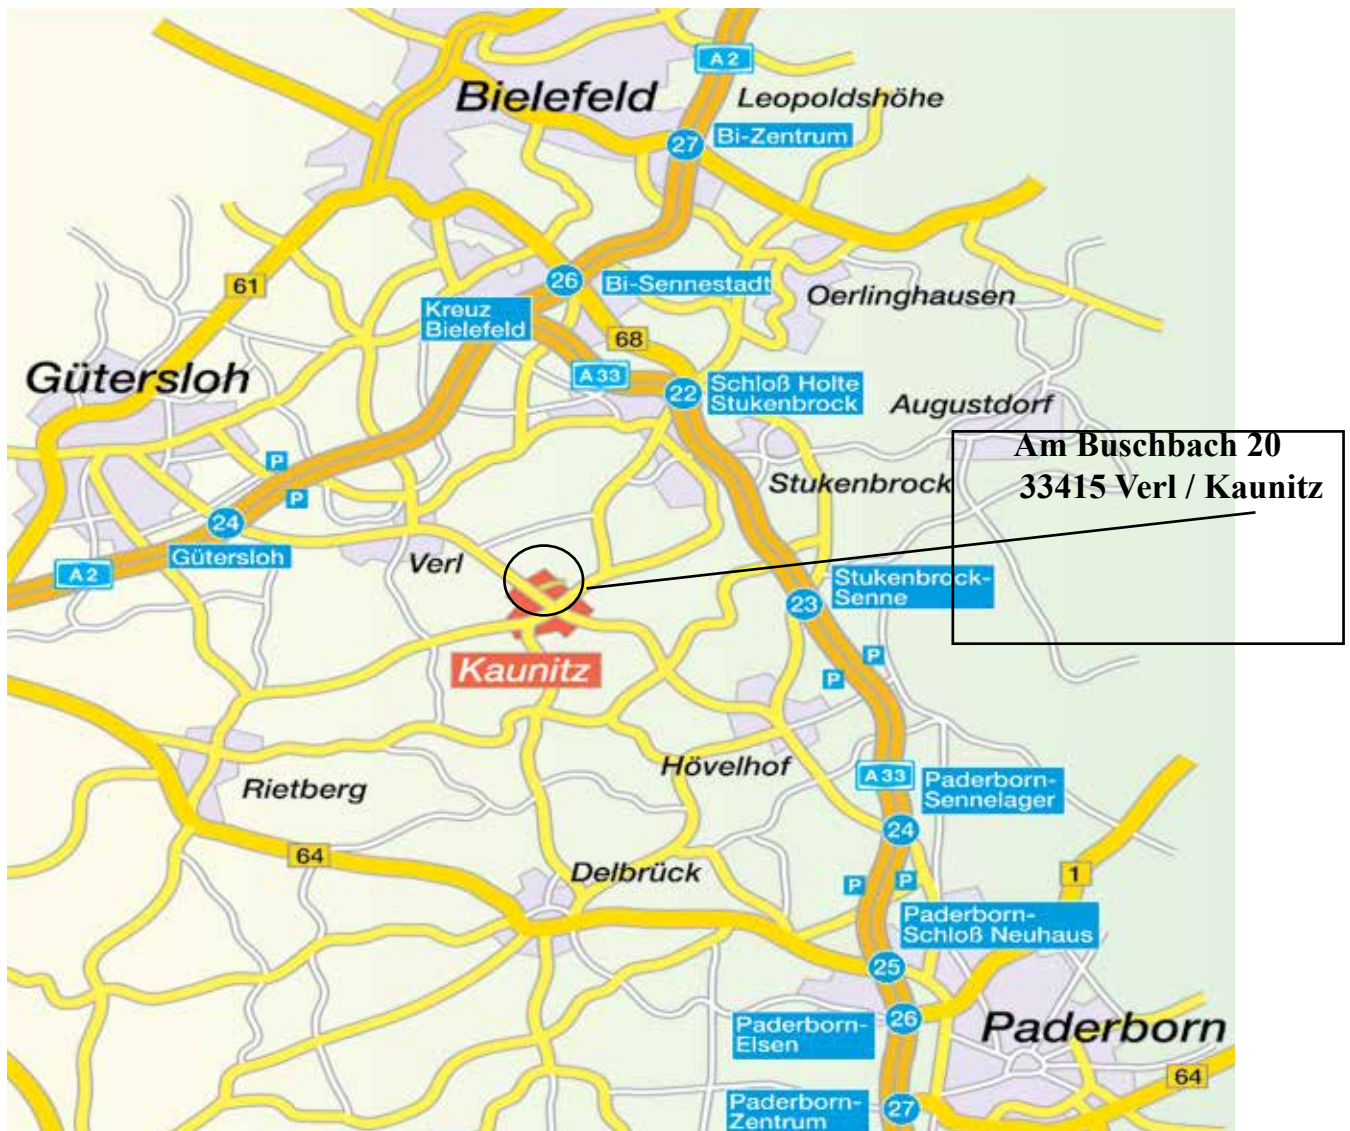 A 2
Bielefeld
Leopoldshöhe
27
Bi-Zentrum
61
26
Bi-Sennestadt
Oerlinghausen
Kreuz
Bielefeld
68
Gütersloh
A 33
22
Schloß Holte
Stukenbrock
Augustdorf
Am Buschbach 20
33415 Verl / Kaunitz
P
P
Stukenbrock
24
Gütersloh
A 2
Verl
Stukenbrock-
Senne
23
Kaunitz
P
P
Hövelhof
A 33
Paderborn-
Sennelager
Rietberg
24
64
Delbrück
1
P
P
Paderborn-
Schloß Neuhaus
25
26
Paderborn-
Elsen
Paderborn
64
Paderborn-
Zentrum
27